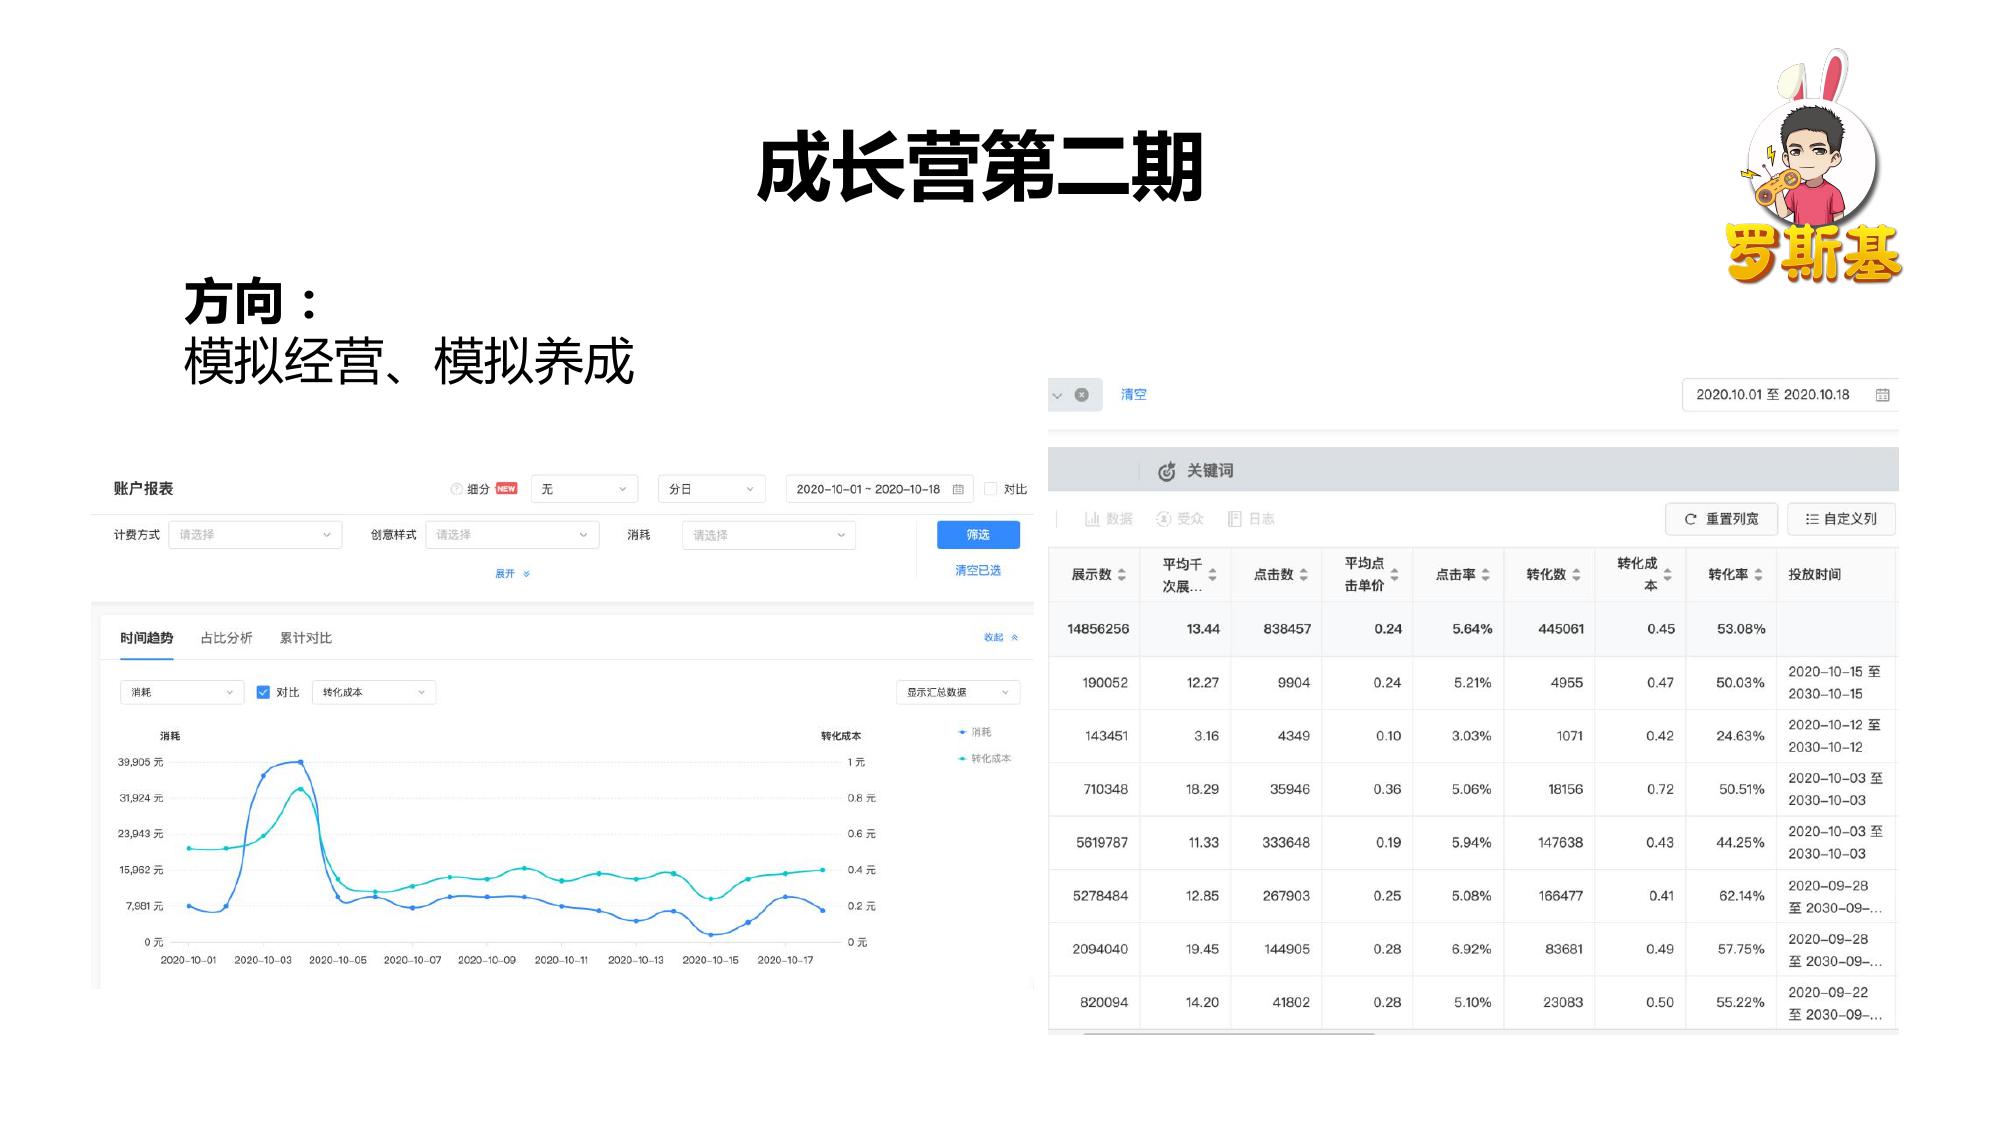 成长营第二期
罗斯基
方向：
模拟经营、模拟养成
账户报表
细分 NEW 无 分日 2020-10-01 ~ 2020-10-18 对比
计费方式 请选择 创意样式 请选择 消耗 请选择 筛选
展开 清空已选
时间趋势 占比分析 累计对比 收起
消耗 对比 转化成本 显示汇总数据
消耗 转化成本
消耗
转化成本
39,905 元 1 元
31,924 元 0.8 元
23,943 元 0.6 元
15,962 元 0.4 元
7,981 元 0.2 元
0 元 0 元
2020-10-01 2020-10-03 2020-10-05 2020-10-07 2020-10-09 2020-10-11 2020-10-13 2020-10-15 2020-10-17
清空 2020.10.01 至 2020.10.18
关键词
数据 受众 日志 重置列宽 自定义列
展示数 平均千次展... 点击数 平均点击单价 点击率 转化数 转化成本 转化率 投放时间
14856256 13.44 838457 0.24 5.64% 445061 0.45 53.08%
190052 12.27 9904 0.24 5.21% 4955 0.47 50.03% 2020-10-15 至
2030-10-15
143451 3.16 4349 0.10 3.03% 1071 0.42 24.63% 2020-10-12 至
2030-10-12
710348 18.29 35946 0.36 5.06% 18156 0.72 50.51% 2020-10-03 至
2030-10-03
5619787 11.33 333648 0.19 5.94% 147638 0.43 44.25% 2020-10-03 至
2030-10-03
5278484 12.85 267903 0.25 5.08% 166477 0.41 62.14% 2020-09-28
至 2030-09-...
2094040 19.45 144905 0.28 6.92% 83681 0.49 57.75% 2020-09-28
至 2030-09-...
820094 14.20 41802 0.28 5.10% 23083 0.50 55.22% 2020-09-22
至 2030-09-...